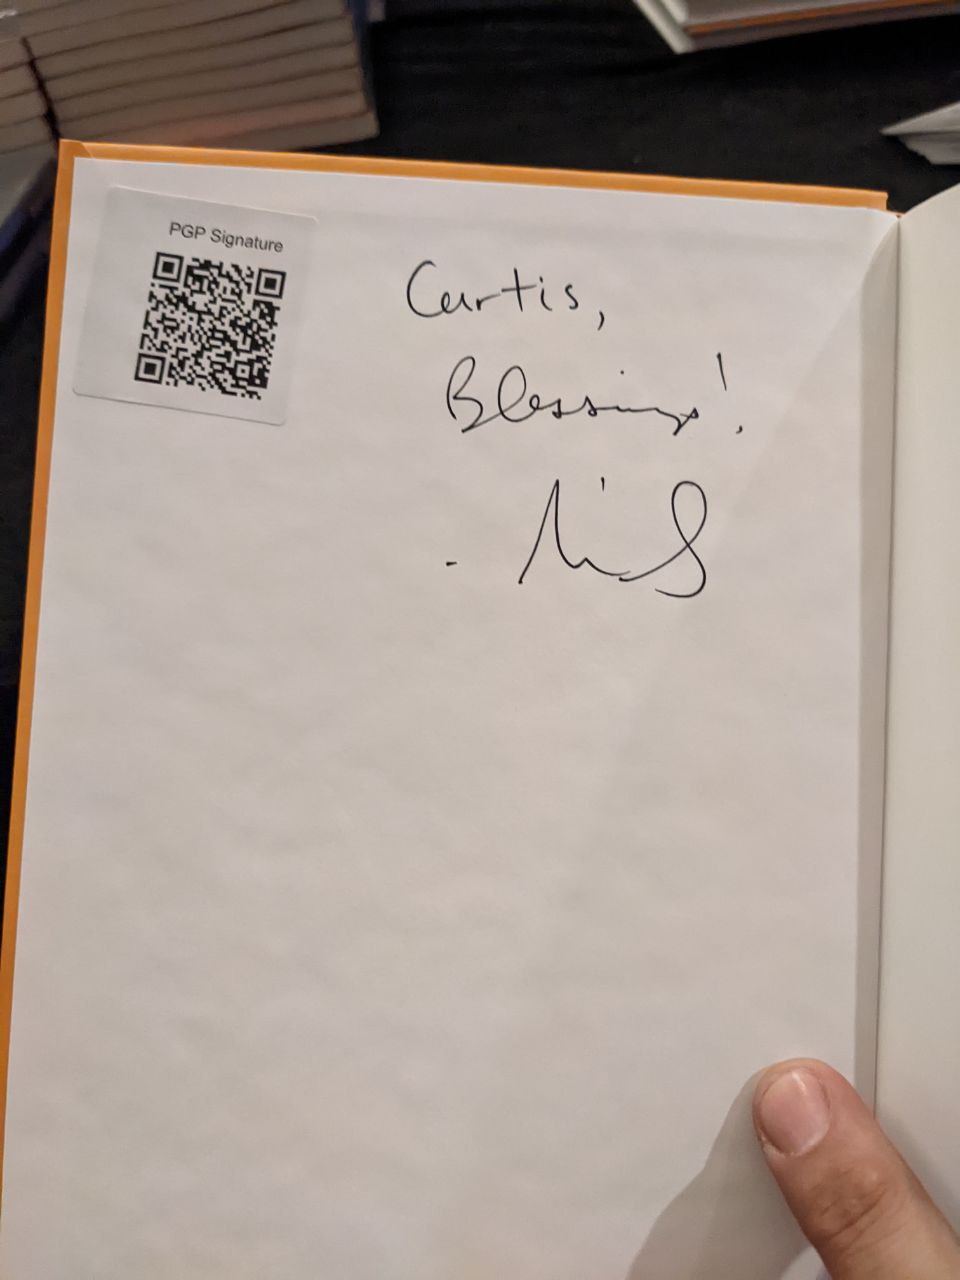 PGP Signature
Curtis,
Blessings!